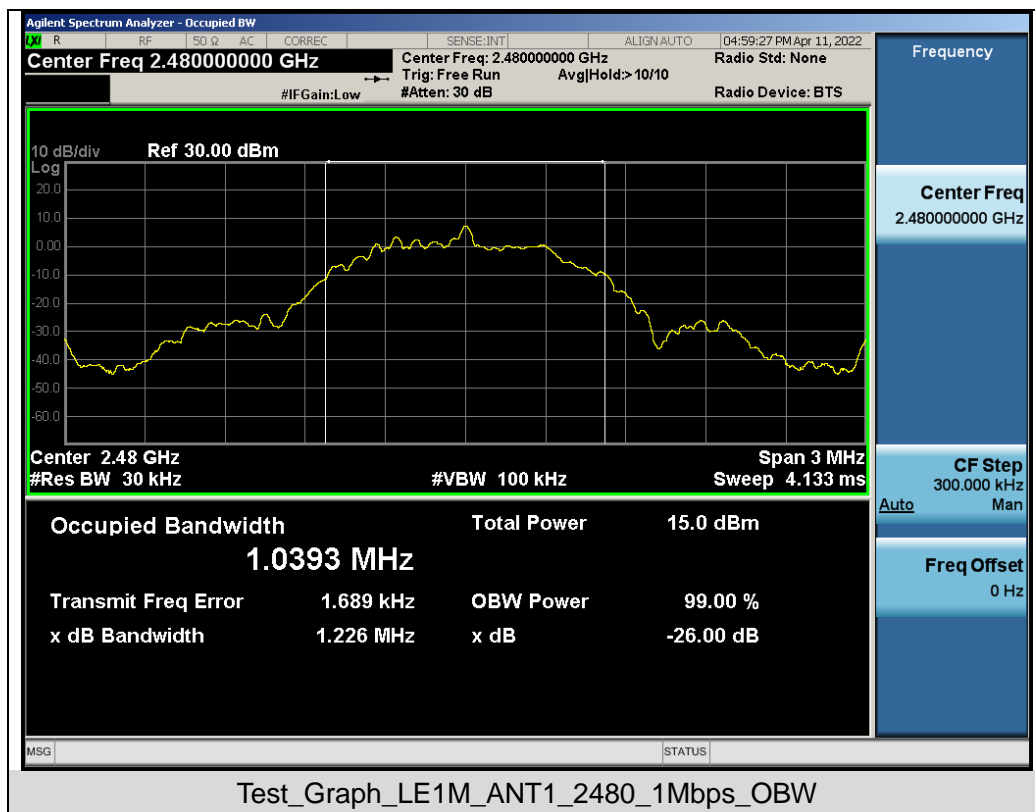 Agilent Spectrum Analyzer - Occupied BW
LXI R RF 50 Ω AC CORREC SENSE:INT ALIGN AUTO 04:59:27 PM Apr 11, 2022
Center Freq 2.480000000 GHz
Center Freq: 2.480000000 GHz
Radio Std: None
Trig: Free Run Avg|Hold:>10/10
#IFGain:Low
#Atten: 30 dB
Radio Device: BTS
10 dB/div Ref 30.00 dBm
Log
20.0
10.0
0.00
-10.0
-20.0
-30.0
-40.0
-50.0
-60.0
Center 2.48 GHz
Span 3 MHz
#Res BW 30 kHz
#VBW 100 kHz
Sweep 4.133 ms
Occupied Bandwidth
1.0393 MHz
Total Power 15.0 dBm
Transmit Freq Error 1.689 kHz
OBW Power 99.00 %
x dB Bandwidth 1.226 MHz
x dB -26.00 dB
Frequency
Center Freq
2.480000000 GHz
CF Step
300.000 kHz
Auto Man
Freq Offset
0 Hz
MSG
STATUS
Test_Graph_LE1M_ANT1_2480_1Mbps_OBW